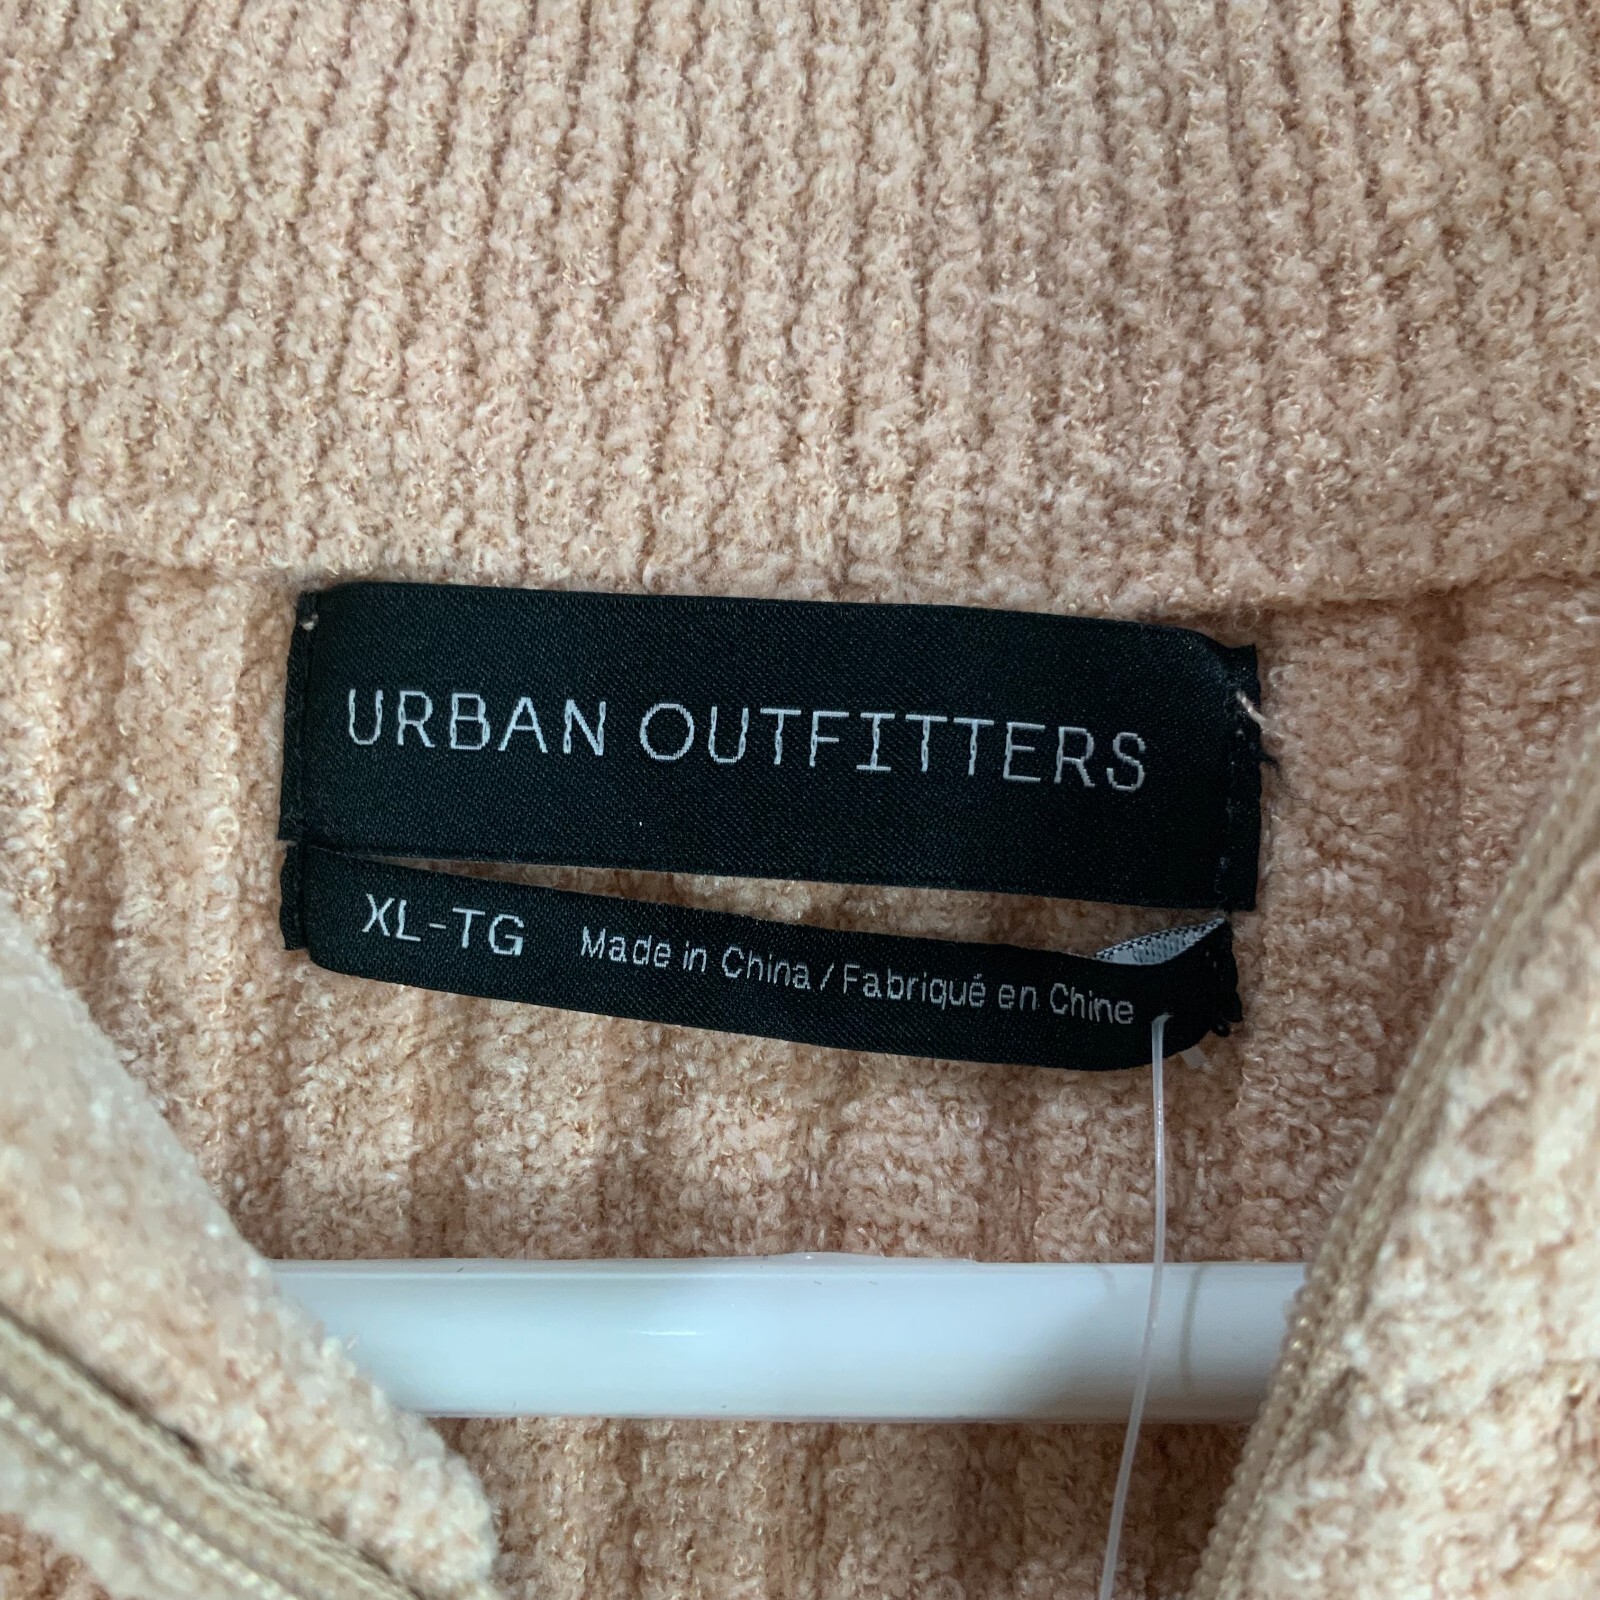 URBAN OUTFITTERS
XL-TG Made in China / Fabriqué en Chine